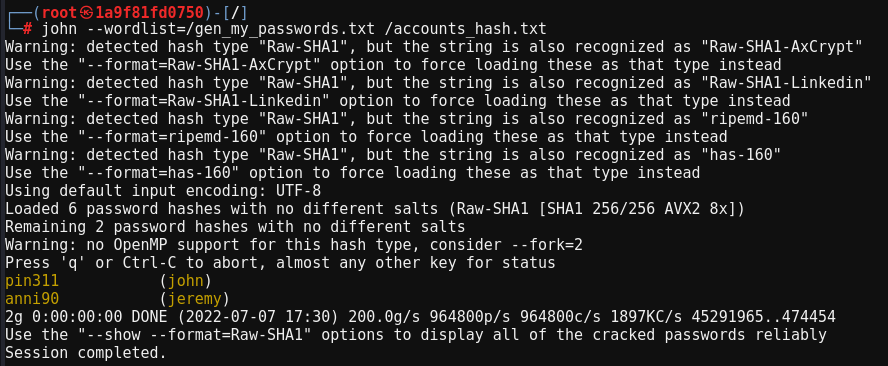 ┌──(root㉿1a9f81fd0750)-[/]
└─# john --wordlist=/gen_my_passwords.txt /accounts_hash.txt
Warning: detected hash type "Raw-SHA1", but the string is also recognized as "Raw-SHA1-AxCrypt"
Use the "--format=Raw-SHA1-AxCrypt" option to force loading these as that type instead
Warning: detected hash type "Raw-SHA1", but the string is also recognized as "Raw-SHA1-Linkedin"
Use the "--format=Raw-SHA1-Linkedin" option to force loading these as that type instead
Warning: detected hash type "Raw-SHA1", but the string is also recognized as "ripemd-160"
Use the "--format=ripemd-160" option to force loading these as that type instead
Warning: detected hash type "Raw-SHA1", but the string is also recognized as "has-160"
Use the "--format=has-160" option to force loading these as that type instead
Using default input encoding: UTF-8
Loaded 6 password hashes with no different salts (Raw-SHA1 [SHA1 256/256 AVX2 8x])
Remaining 2 password hashes with no different salts
Warning: no OpenMP support for this hash type, consider --fork=2
Press 'q' or Ctrl-C to abort, almost any other key for status
pin311           (john)
anni90           (jeremy)
2g 0:00:00:00 DONE (2022-07-07 17:30) 200.0g/s 964800p/s 964800c/s 1897KC/s 45291965..474454
Use the "--show --format=Raw-SHA1" options to display all of the cracked passwords reliably
Session completed.